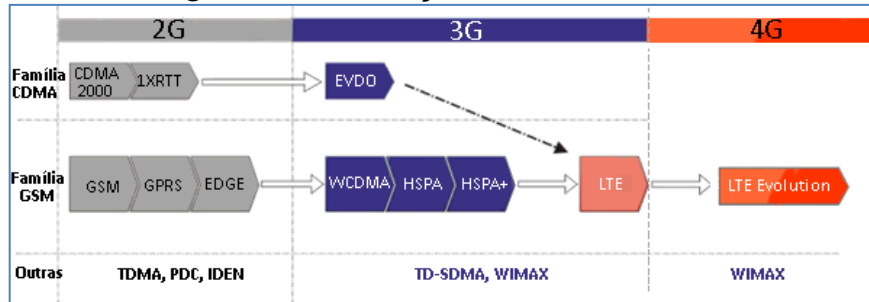 2G
3G
4G
Família
CDMA
CDMA
2000
1XRTT
EVDO
Família
GSM
GSM
GPRS
EDGE
WCDMA
HSPA
HSPA+
LTE
LTE Evolution
Outras
TDMA, PDC, IDEN
TD-SDMA, WIMAX
WIMAX